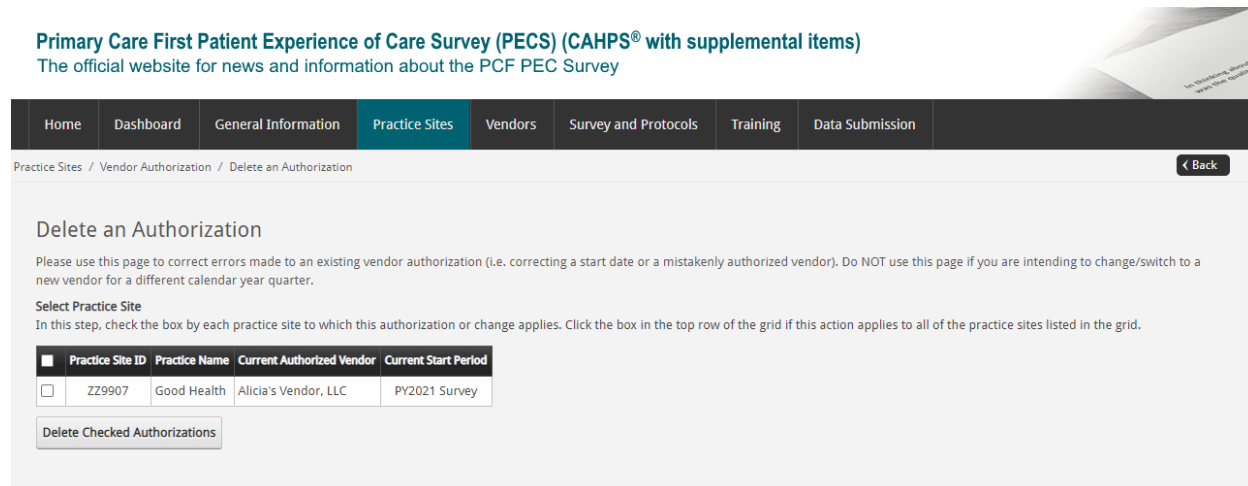 Primary Care First Patient Experience of Care Survey (PECS) (CAHPS® with supplemental items)
The official website for news and information about the PCF PEC Survey
in thinking about
was the quality
Home Dashboard General Information Practice Sites Vendors Survey and Protocols Training Data Submission
Practice Sites / Vendor Authorization / Delete an Authorization
Back
Delete an Authorization
Please use this page to correct errors made to an existing vendor authorization (i.e. correcting a start date or a mistakenly authorized vendor). Do NOT use this page if you are intending to change/switch to a
new vendor for a different calendar year quarter.
Select Practice Site
In this step, check the box by each practice site to which this authorization or change applies. Click the box in the top row of the grid if this action applies to all of the practice sites listed in the grid.
Practice Site ID Practice Name Current Authorized Vendor Current Start Period
ZZ9907 Good Health Alicia's Vendor, LLC PY2021 Survey
Delete Checked Authorizations